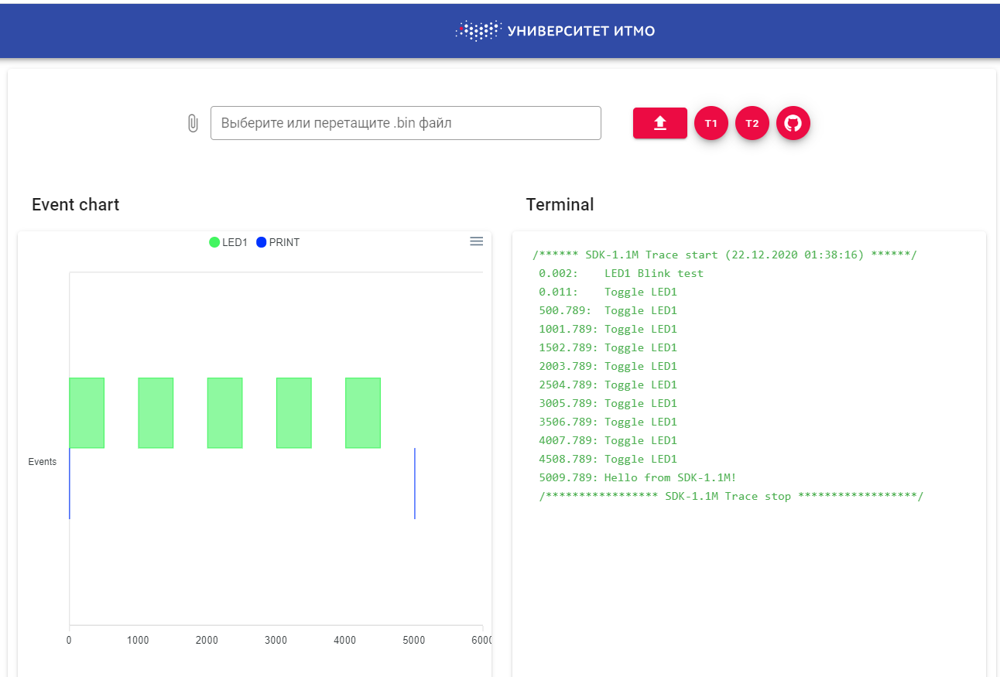 УНИВЕРСИТЕТ ИТМО
Выберите или перетащите .bin файл
T1
T2
Event chart
LED1
PRINT
Events
0
1000
2000
3000
4000
5000
6000
Terminal
/****** SDK-1.1M Trace start (22.12.2020 01:38:16) ******/
0.002: LED1 Blink test
0.011: Toggle LED1
500.789: Toggle LED1
1001.789: Toggle LED1
1502.789: Toggle LED1
2003.789: Toggle LED1
2504.789: Toggle LED1
3005.789: Toggle LED1
3506.789: Toggle LED1
4007.789: Toggle LED1
4508.789: Toggle LED1
5009.789: Hello from SDK-1.1M!
/***************** SDK-1.1M Trace stop ******************/